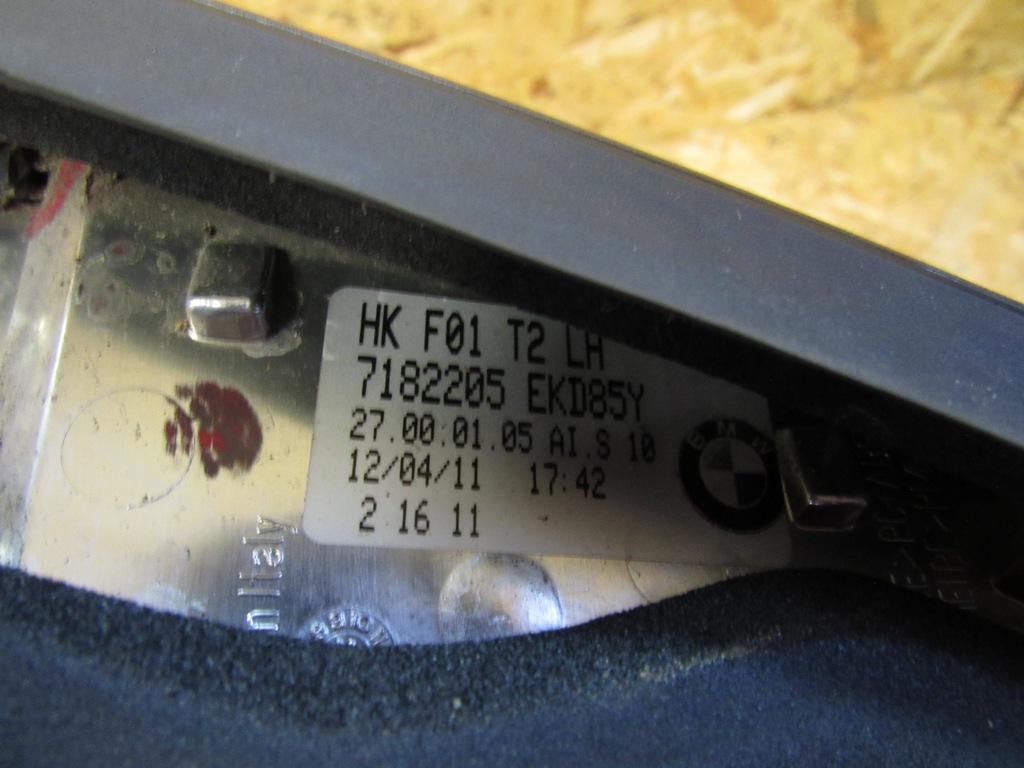 HK F01 T2 LH
7182205 EKD85Y
27.00.01.05 AI.S 10
12/04/11 17:42
2 16 11
BMW
n Italy